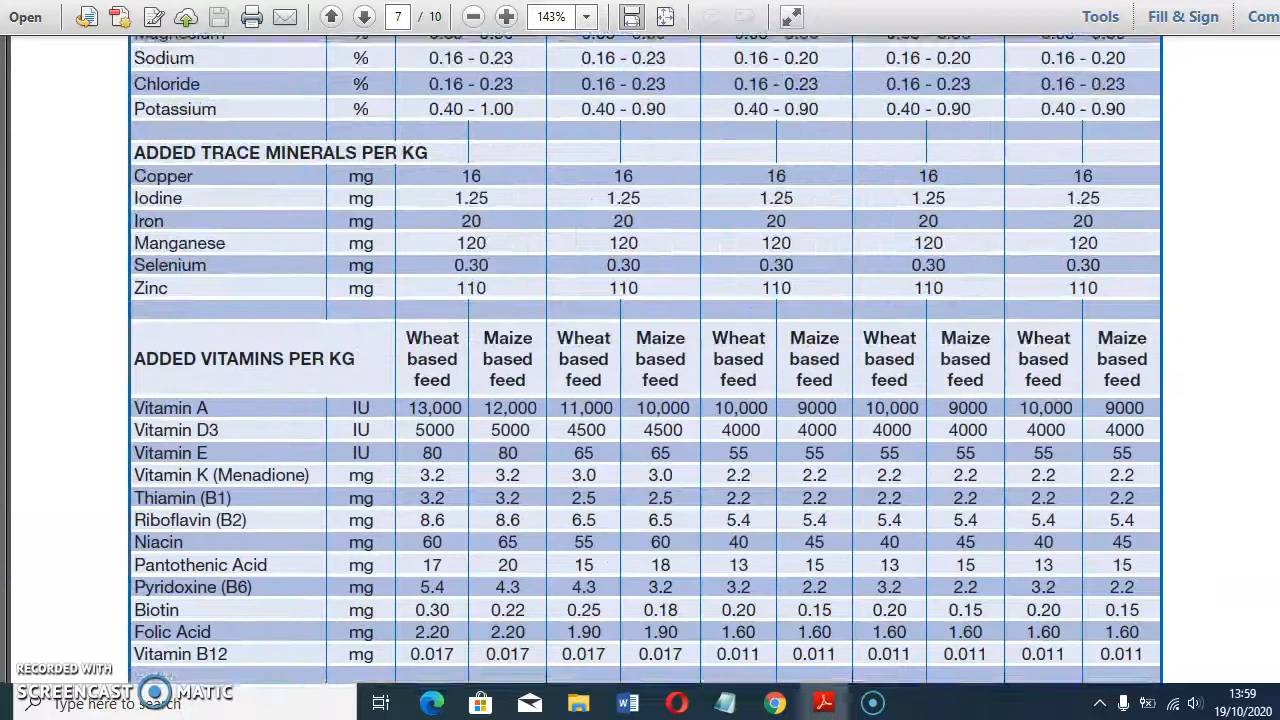 Open 7 / 10 143% Tools Fill & Sign Com
Sodium % 0.16 - 0.23 0.16 - 0.23 0.16 - 0.20 0.16 - 0.20 0.16 - 0.20
Chloride % 0.16 - 0.23 0.16 - 0.23 0.16 - 0.23 0.16 - 0.23 0.16 - 0.23
Potassium % 0.40 - 1.00 0.40 - 0.90 0.40 - 0.90 0.40 - 0.90 0.40 - 0.90
ADDED TRACE MINERALS PER KG
Copper mg 16 16 16 16 16
Iodine mg 1.25 1.25 1.25 1.25 1.25
Iron mg 20 20 20 20 20
Manganese mg 120 120 120 120 120
Selenium mg 0.30 0.30 0.30 0.30 0.30
Zinc mg 110 110 110 110 110
Wheat Maize Wheat Maize Wheat Maize Wheat Maize Wheat Maize
ADDED VITAMINS PER KG based based based based based based based based based based
feed feed feed feed feed feed feed feed feed feed
Vitamin A IU 13,000 12,000 11,000 10,000 10,000 9000 10,000 9000 10,000 9000
Vitamin D3 IU 5000 5000 4500 4500 4000 4000 4000 4000 4000 4000
Vitamin E IU 80 80 65 65 55 55 55 55 55 55
Vitamin K (Menadione) mg 3.2 3.2 3.0 3.0 2.2 2.2 2.2 2.2 2.2 2.2
Thiamin (B1) mg 3.2 3.2 2.5 2.5 2.2 2.2 2.2 2.2 2.2 2.2
Riboflavin (B2) mg 8.6 8.6 6.5 6.5 5.4 5.4 5.4 5.4 5.4 5.4
Niacin mg 60 65 55 60 40 45 40 45 40 45
Pantothenic Acid mg 17 20 15 18 13 15 13 15 13 15
Pyridoxine (B6) mg 5.4 4.3 4.3 3.2 3.2 2.2 3.2 2.2 3.2 2.2
Biotin mg 0.30 0.22 0.25 0.18 0.20 0.15 0.20 0.15 0.20 0.15
Folic Acid mg 2.20 2.20 1.90 1.90 1.60 1.60 1.60 1.60 1.60 1.60
Vitamin B12 mg 0.017 0.017 0.017 0.017 0.011 0.011 0.011 0.011 0.011 0.011
RECORDED WITH
SCREENCAST MATIC
Type here to search
13:59
19/10/2020